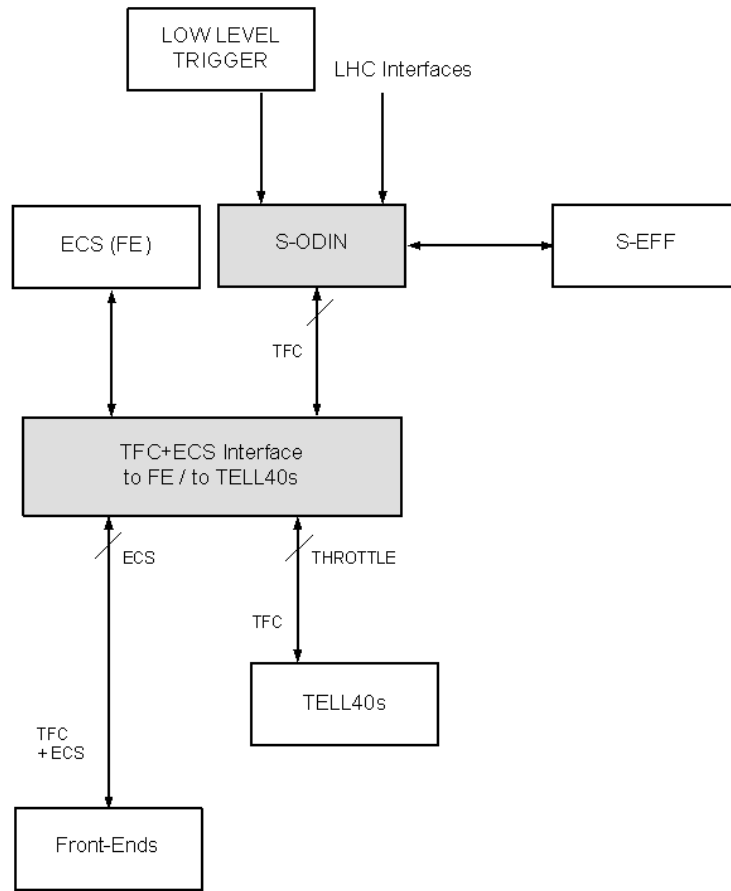 LOW LEVEL
TRIGGER
LHC Interfaces
ECS (FE)
S-ODIN
S-EFF
TFC
TFC+ECS Interface
to FE / to TELL40s
ECS
THROTTLE
TFC
TELL40s
TFC
+ ECS
Front-Ends